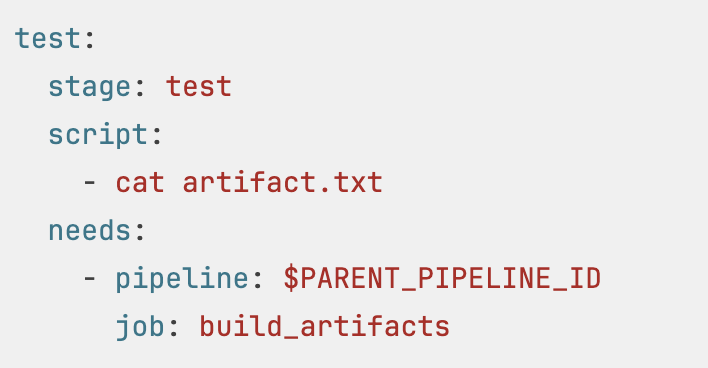 test:
  stage: test
  script:
    - cat artifact.txt
  needs:
    - pipeline: $PARENT_PIPELINE_ID
      job: build_artifacts